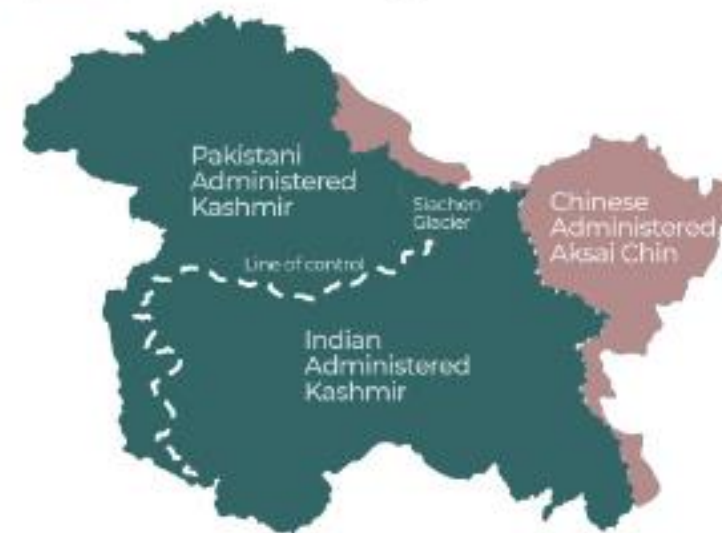 Pakistani
Administered
Kashmir
Siachen
Glacier
Chinese
Administered
Aksai Chin
Line of control
Indian
Administered
Kashmir